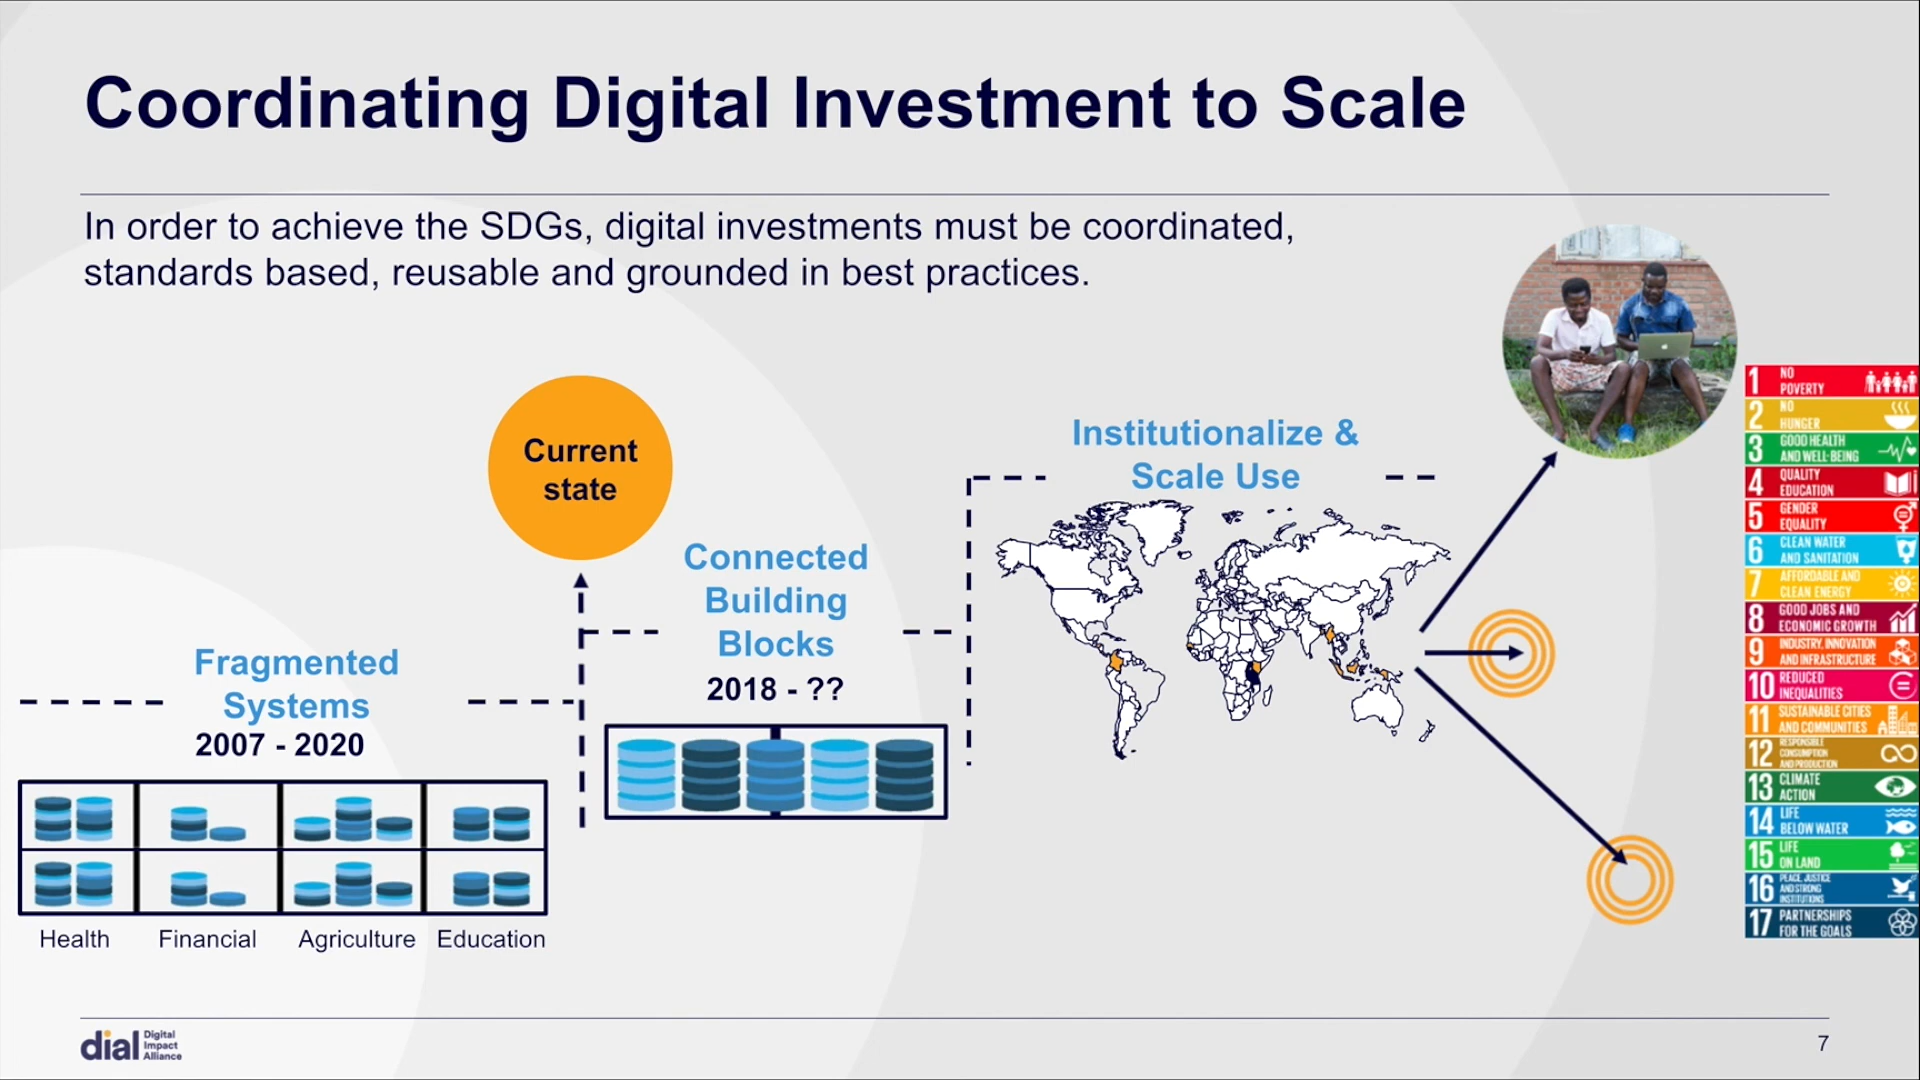 Coordinating Digital Investment to Scale
In order to achieve the SDGs, digital investments must be coordinated,
standards based, reusable and grounded in best practices.
Current
state
Fragmented
Systems
2007 - 2020
Health
Financial
Agriculture
Education
Connected
Building
Blocks
2018 - ??
Institutionalize &
Scale Use
1 NO
POVERTY
2 NO
HUNGER
3 GOOD HEALTH
AND WELL-BEING
4 QUALITY
EDUCATION
5 GENDER
EQUALITY
6 CLEAN WATER
AND SANITATION
7 AFFORDABLE AND
CLEAN ENERGY
8 GOOD JOBS AND
ECONOMIC GROWTH
9 INDUSTRY, INNOVATION
AND INFRASTRUCTURE
10 REDUCED
INEQUALITIES
11 SUSTAINABLE CITIES
AND COMMUNITIES
12 RESPONSIBLE
CONSUMPTION
AND PRODUCTION
13 CLIMATE
ACTION
14 LIFE
BELOW WATER
15 LIFE
ON LAND
16 PEACE, JUSTICE
AND STRONG
INSTITUTIONS
17 PARTNERSHIPS
FOR THE GOALS
dial
Digital
Impact
Alliance
7